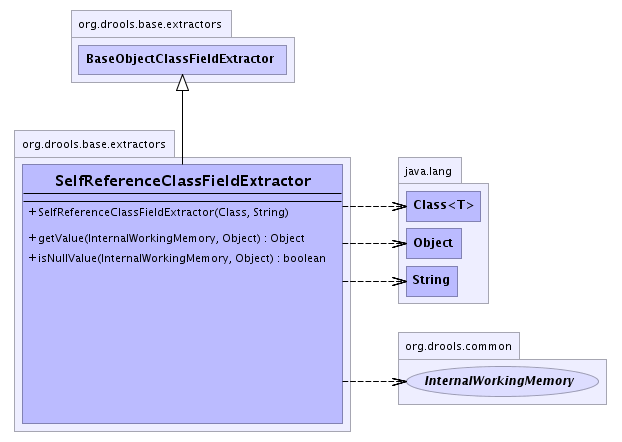 org.drools.base.extractors
BaseObjectClassFieldExtractor
org.drools.base.extractors
SelfReferenceClassFieldExtractor
+SelfReferenceClassFieldExtractor(Class, String)
+getValue(InternalWorkingMemory, Object) : Object
+isNullValue(InternalWorkingMemory, Object) : boolean
java.lang
Class<T>
Object
String
org.drools.common
InternalWorkingMemory